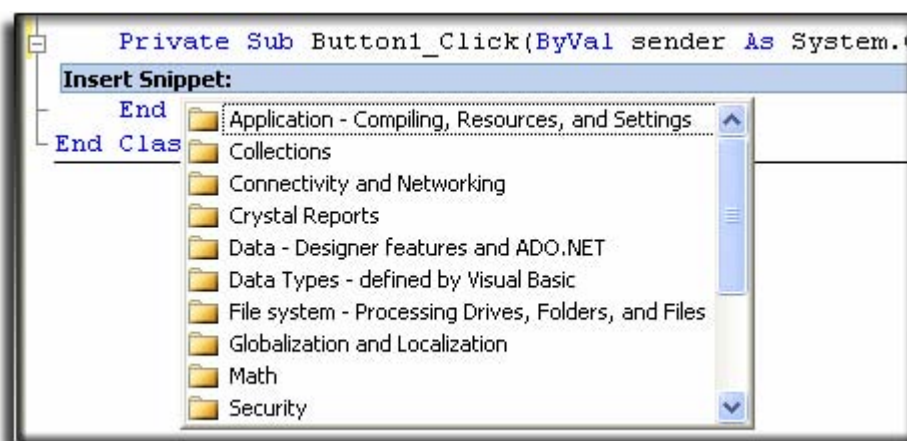 Private Sub Button1_Click(ByVal sender As System.
Insert Snippet:
End
Application - Compiling, Resources, and Settings
End Clas
Collections
Connectivity and Networking
Crystal Reports
Data - Designer features and ADO.NET
Data Types - defined by Visual Basic
File system - Processing Drives, Folders, and Files
Globalization and Localization
Math
Security